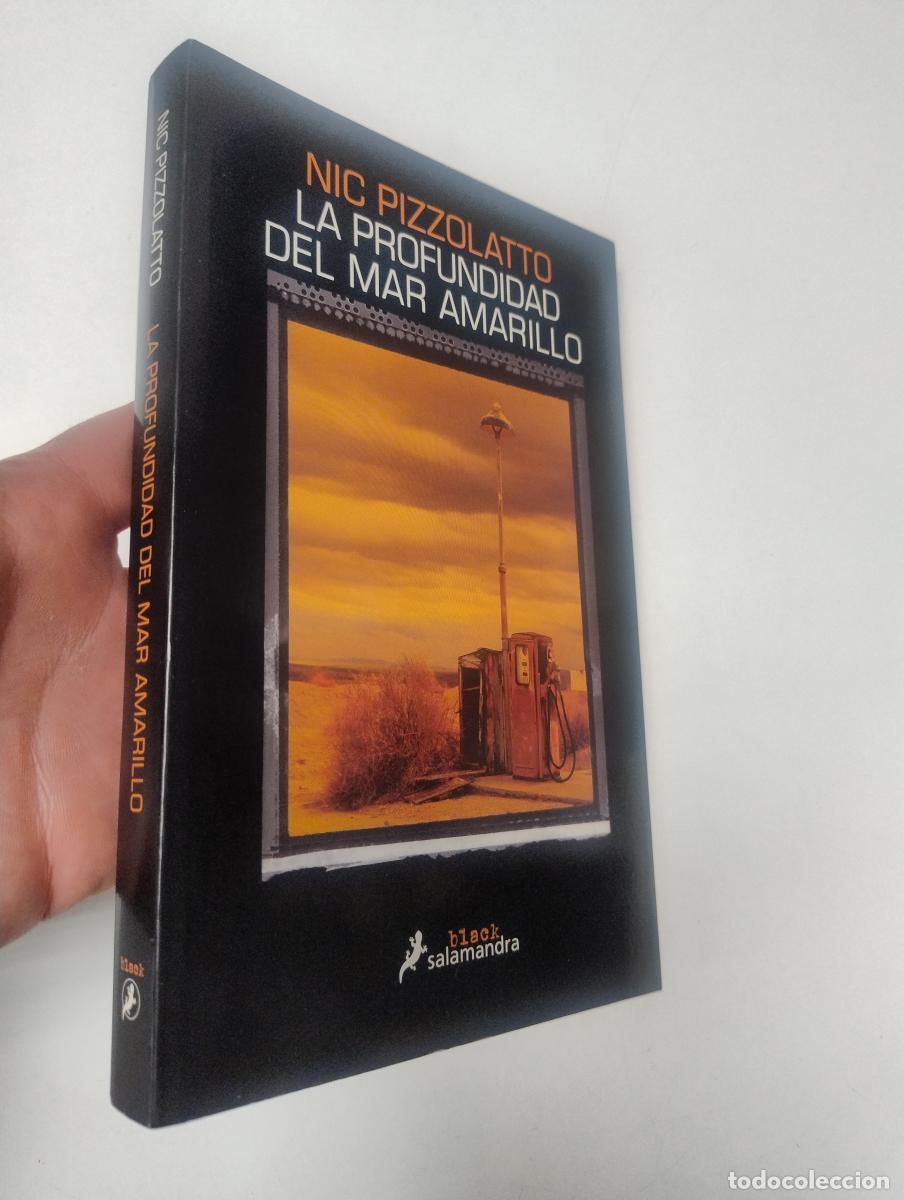 NIC PIZZOLATTO
LA PROFUNDIDAD
DEL MAR AMARILLO
black
salamandra
NIC PIZZOLATTO LA PROFUNDIDAD DEL MAR AMARILLO
black
todocoleccion